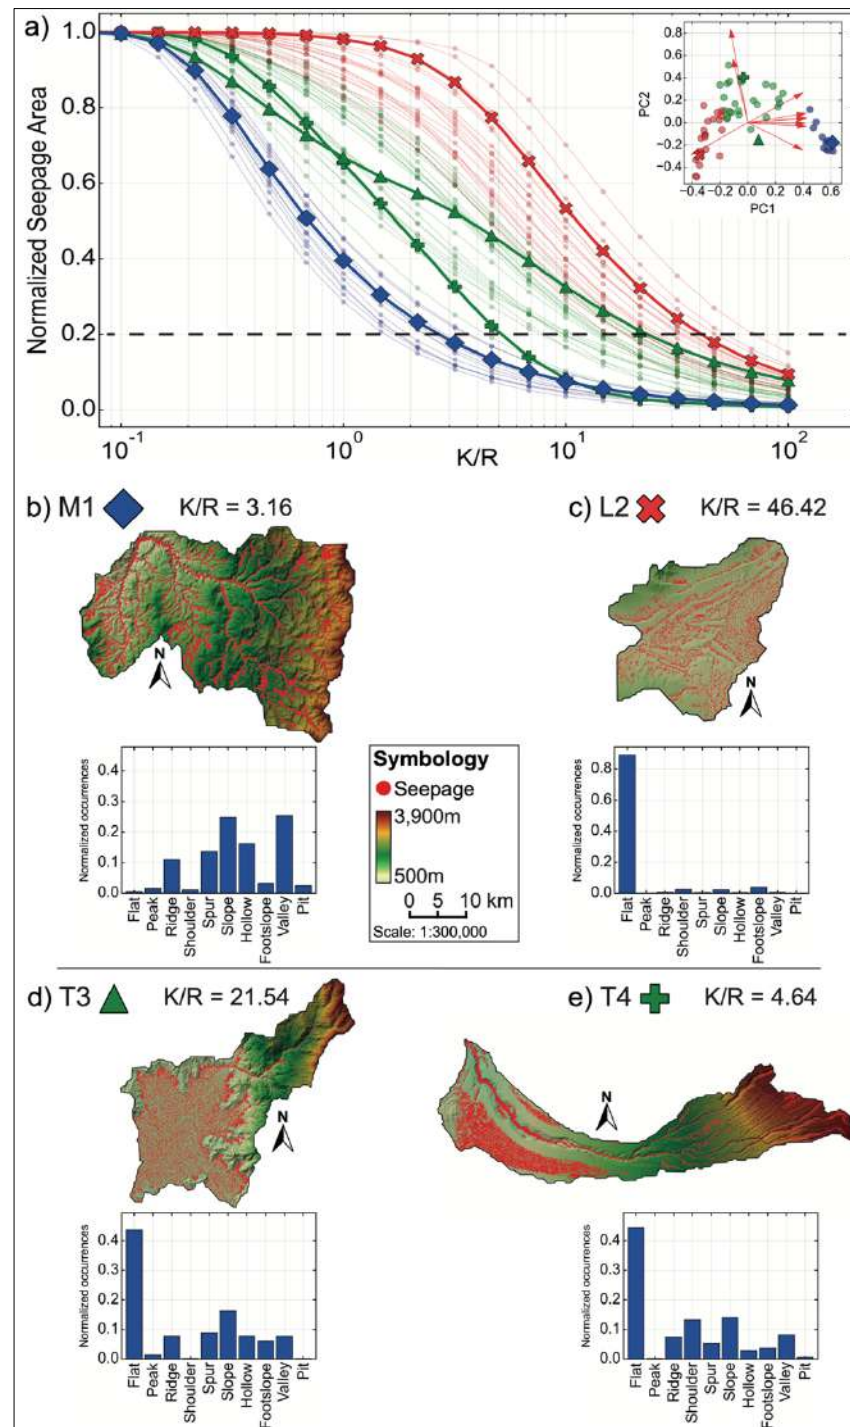 a)
Normalized Seepage Area
1.0
0.8
0.6
0.4
0.2
0.0
10⁻¹
10⁰
10¹
10²
K/R
PC2
0.8
0.6
0.4
0.2
0.0
−0.2
−0.4
−0.4
−0.2
0.0
0.2
0.4
0.6
PC1
b) M1
K/R = 3.16
N
Normalized occurrences
0.4
0.3
0.2
0.1
0.0
Flat
Peak
Ridge
Shoulder
Spur
Slope
Hollow
Footslope
Valley
Pit
Symbology
Seepage
3,900m
500m
0 5 10 km
Scale: 1:300,000
c) L2
K/R = 46.42
N
Normalized occurrences
0.8
0.6
0.4
0.2
0.0
Flat
Peak
Ridge
Shoulder
Spur
Slope
Hollow
Footslope
Valley
Pit
d) T3
K/R = 21.54
N
Normalized occurrences
0.4
0.3
0.2
0.1
0.0
Flat
Peak
Ridge
Shoulder
Spur
Slope
Hollow
Footslope
Valley
Pit
e) T4
K/R = 4.64
N
Normalized occurrences
0.4
0.3
0.2
0.1
0.0
Flat
Peak
Ridge
Shoulder
Spur
Slope
Hollow
Footslope
Valley
Pit